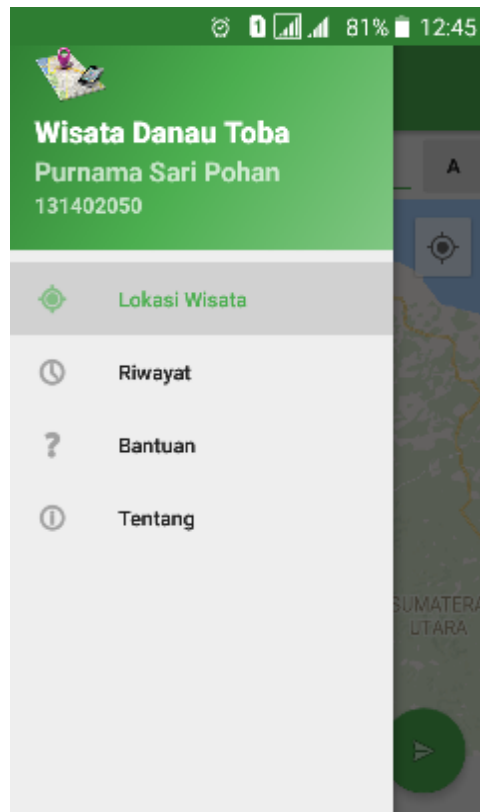 81% 12:45
Wisata Danau Toba
Purnama Sari Pohan
131402050
A
Lokasi Wisata
Riwayat
Bantuan
Tentang
SUMATERA
UTARA